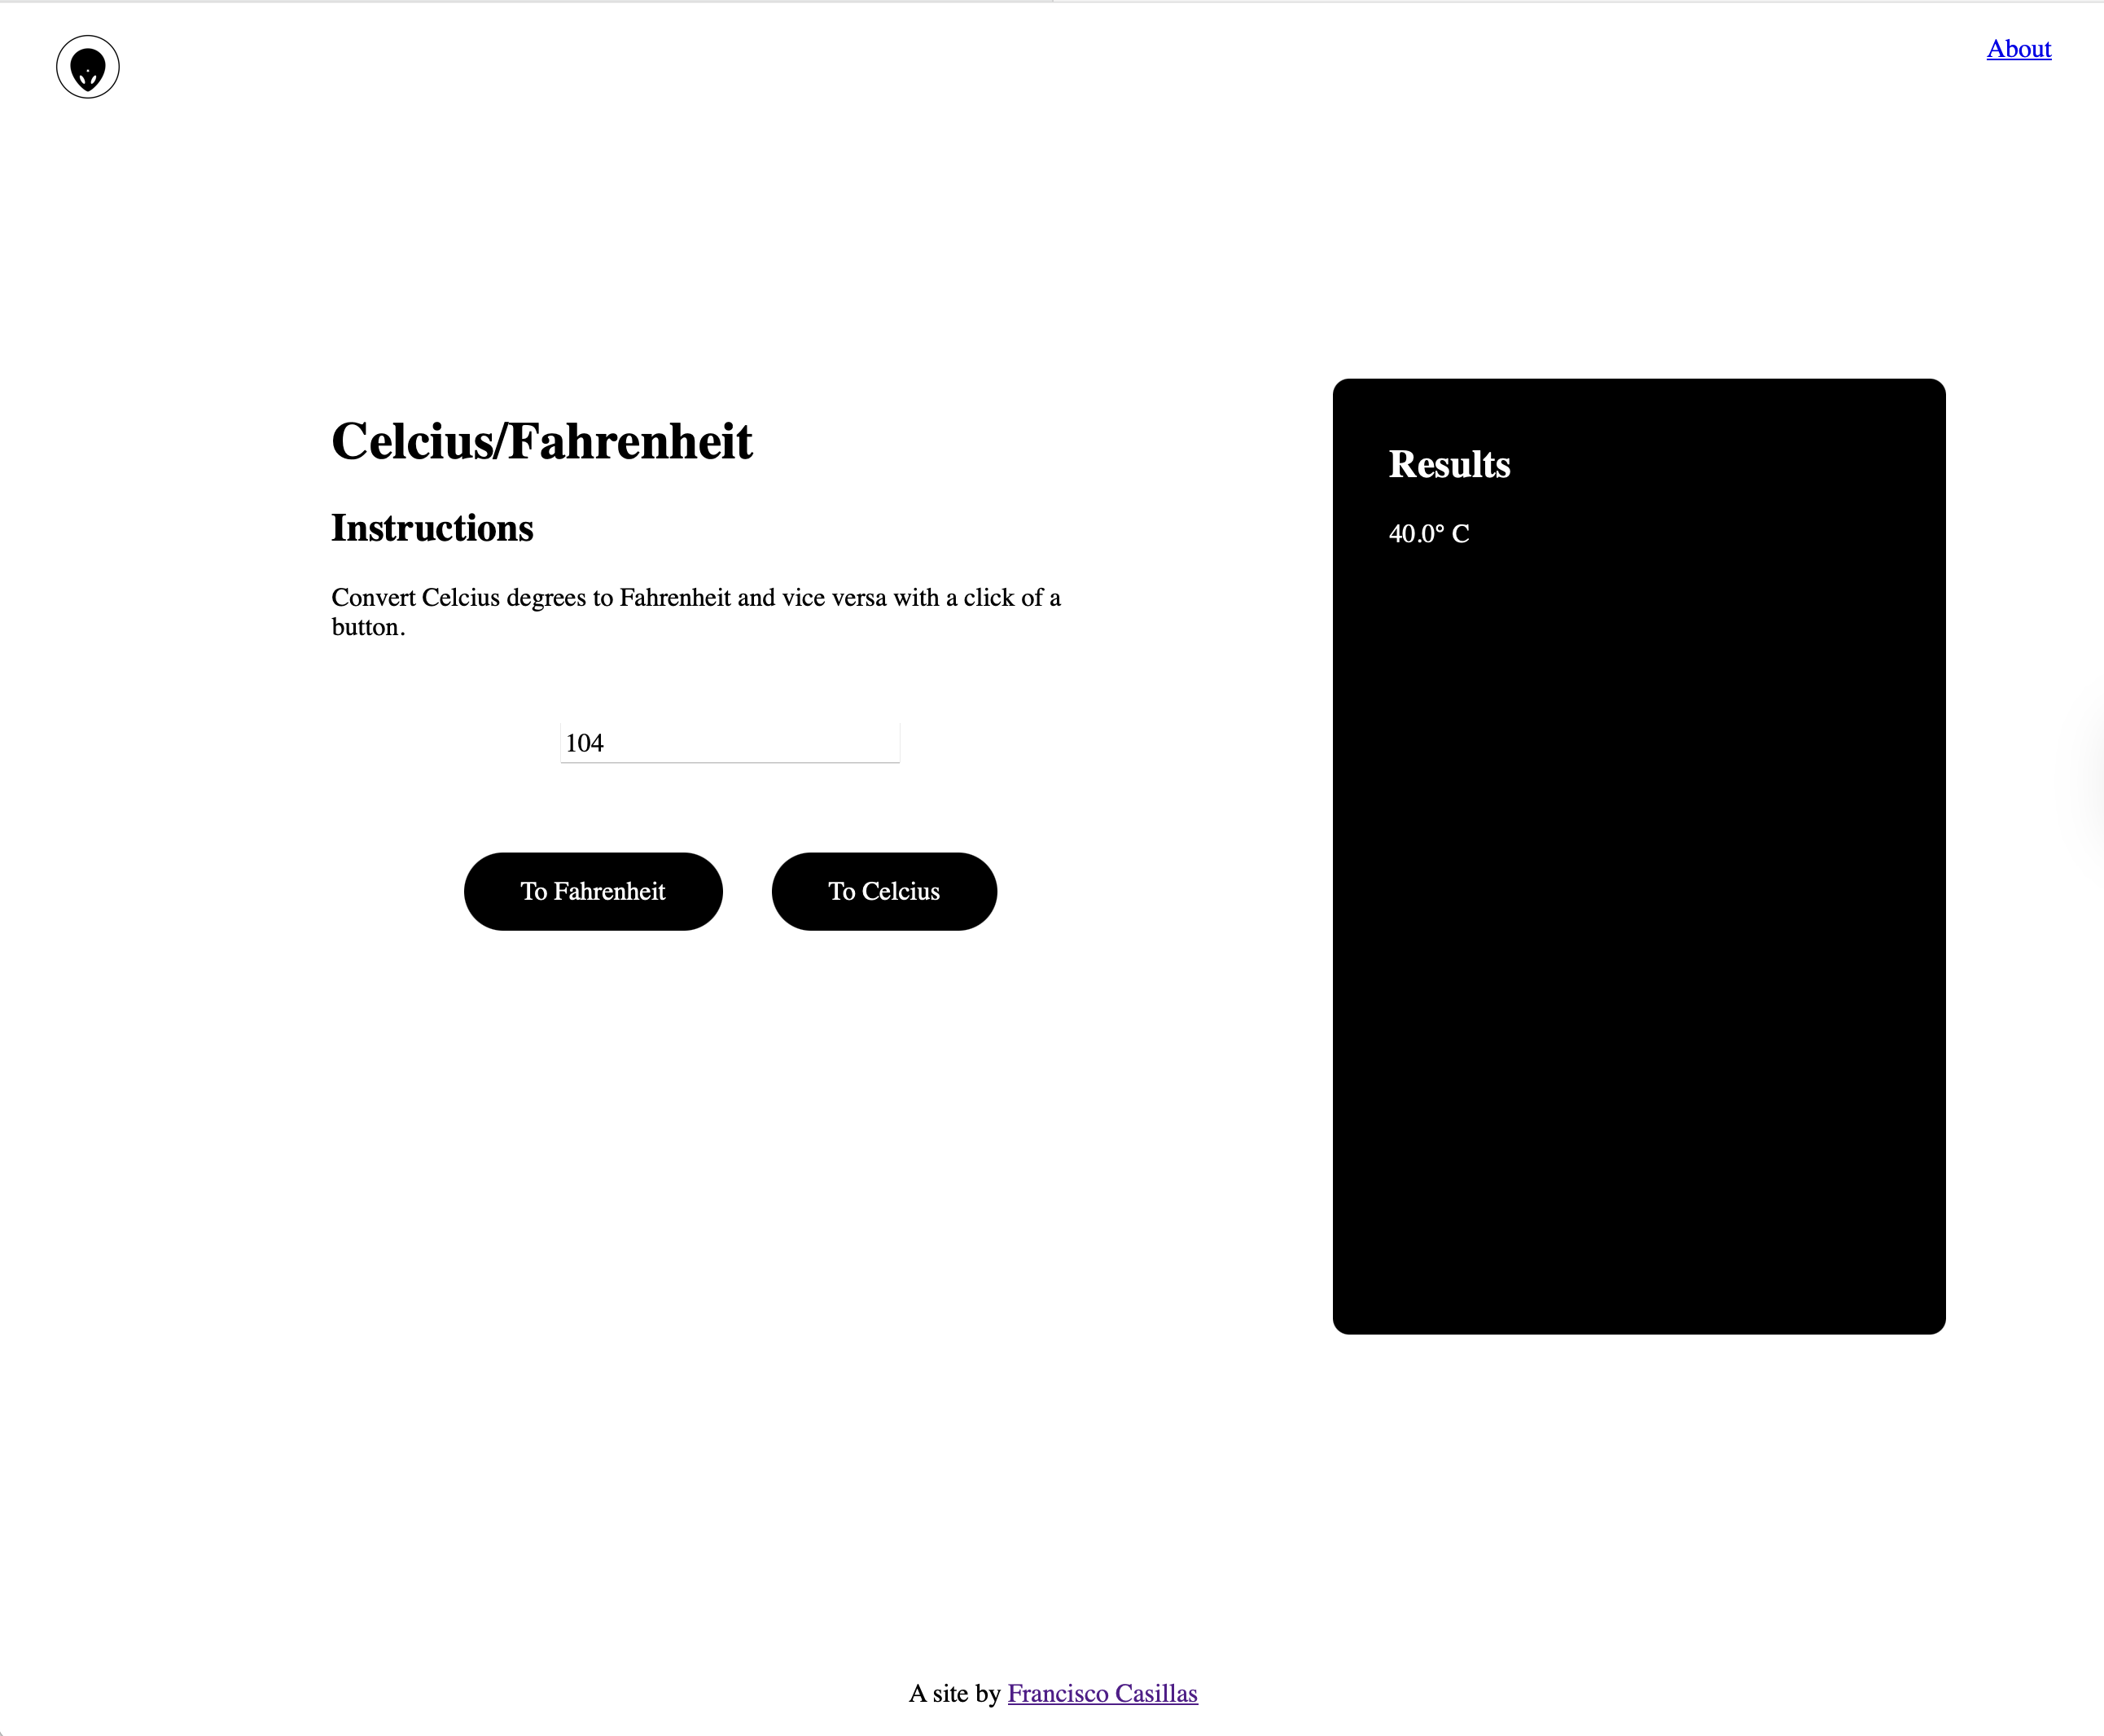 About
Celcius/Fahrenheit
Instructions
Convert Celcius degrees to Fahrenheit and vice versa with a click of a
button.
104
To Fahrenheit
To Celcius
Results
40.0° C
A site by Francisco Casillas